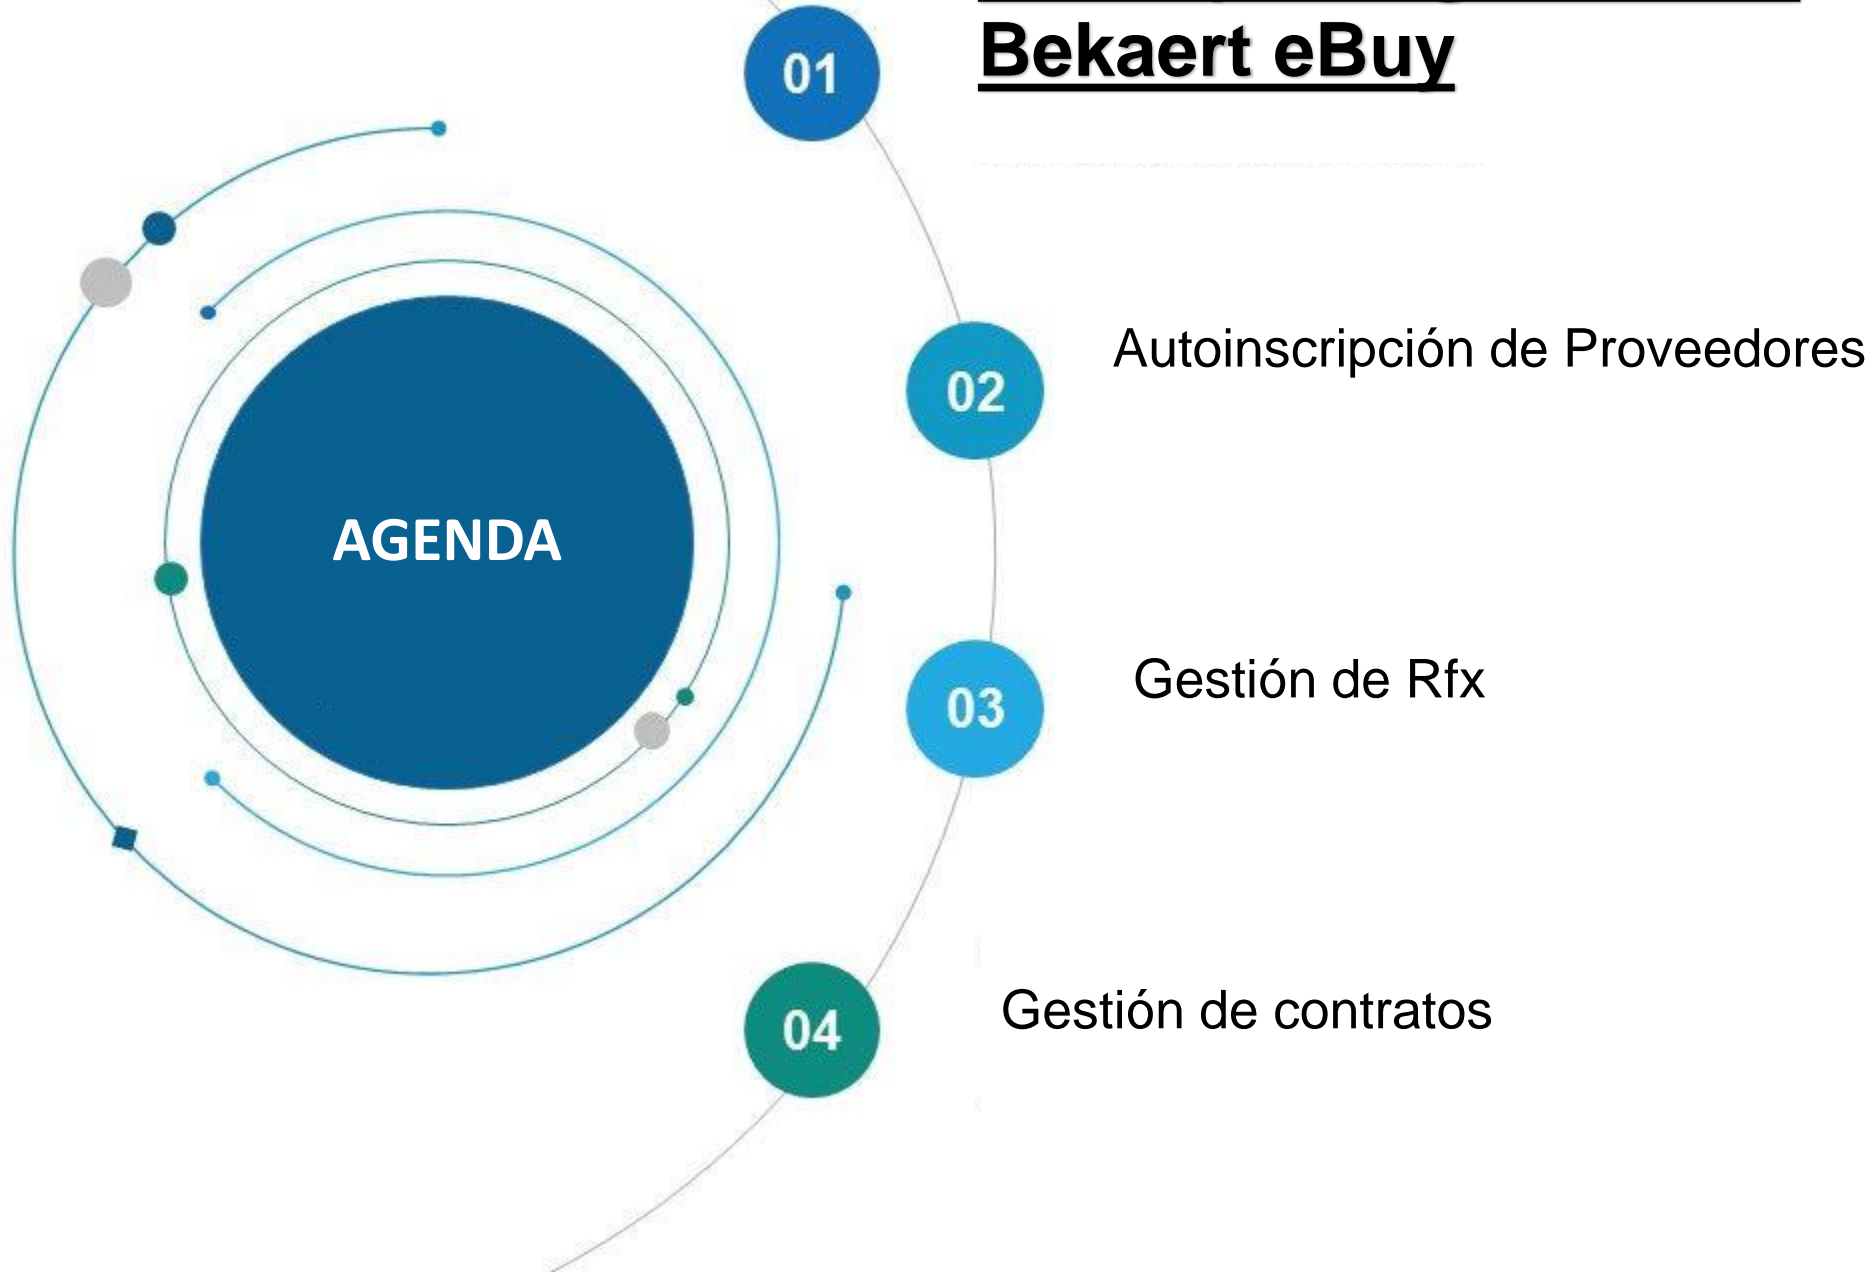 01
Bekaert eBuy
02
Autoinscripción de Proveedores
AGENDA
03
Gestión de Rfx
04
Gestión de contratos